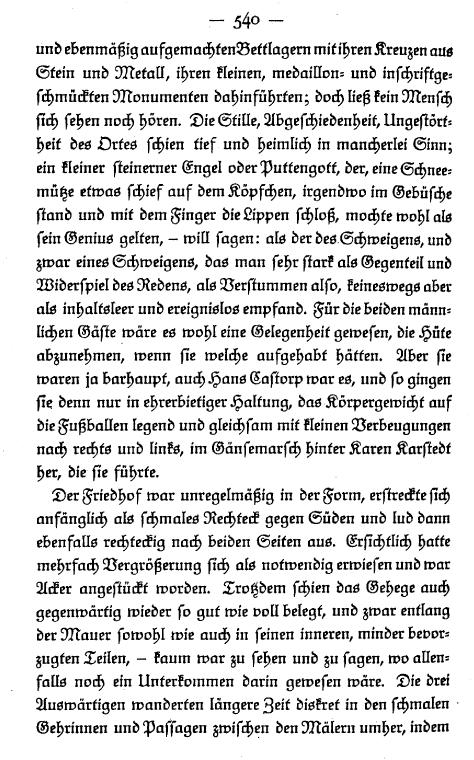 — 540 —
und ebenmäßig aufgemachten Bettlagern mit ihren Kreuzen aus
Stein und Metall, ihren kleinen, medaillon- und inschriftge-
schmückten Monumenten dahinführten; doch ließ kein Mensch
sich sehen noch hören. Die Stille, Abgeschiedenheit, Ungestört-
heit des Ortes schien tief und heimlich in mancherlei Sinn;
ein kleiner steinerner Engel oder Puttengott, der, eine Schnee-
mütze etwas schief auf dem Köpfchen, irgendwo im Gebüsche
stand und mit dem Finger die Lippen schloß, mochte wohl als
sein Genius gelten, – will sagen: als der des Schweigens, und
zwar eines Schweigens, das man sehr stark als Gegenteil und
Widerspiel des Redens, als Verstummen also, keineswegs aber
als inhaltsleer und ereignislos empfand. Für die beiden männ-
lichen Gäste wäre es wohl eine Gelegenheit gewesen, die Hüte
abzunehmen, wenn sie welche aufgehabt hätten. Aber sie
waren ja barhaupt, auch Hans Castorp war es, und so gingen
sie denn nur in ehrerbietiger Haltung, das Körpergewicht auf
die Fußballen legend und gleichsam mit kleinen Verbeugungen
nach rechts und links, im Gänsemarsch hinter Karen Karstedt
her, die sie führte.
Der Friedhof war unregelmäßig in der Form, erstreckte sich
anfänglich als schmales Rechteck gegen Süden und lud dann
ebenfalls rechteckig nach beiden Seiten aus. Ersichtlich hatte
mehrfach Vergrößerung sich als notwendig erwiesen und war
Acker angestückt worden. Trotzdem schien das Gehege auch
gegenwärtig wieder so gut wie voll belegt, und zwar entlang
der Mauer sowohl wie auch in seinen inneren, minder bevor-
zugten Teilen, – kaum war zu sehen und zu sagen, wo allen-
falls noch ein Unterkommen darin gewesen wäre. Die drei
Auswärtigen wanderten längere Zeit diskret in den schmalen
Gehrinnen und Passagen zwischen den Mälern umher, indem